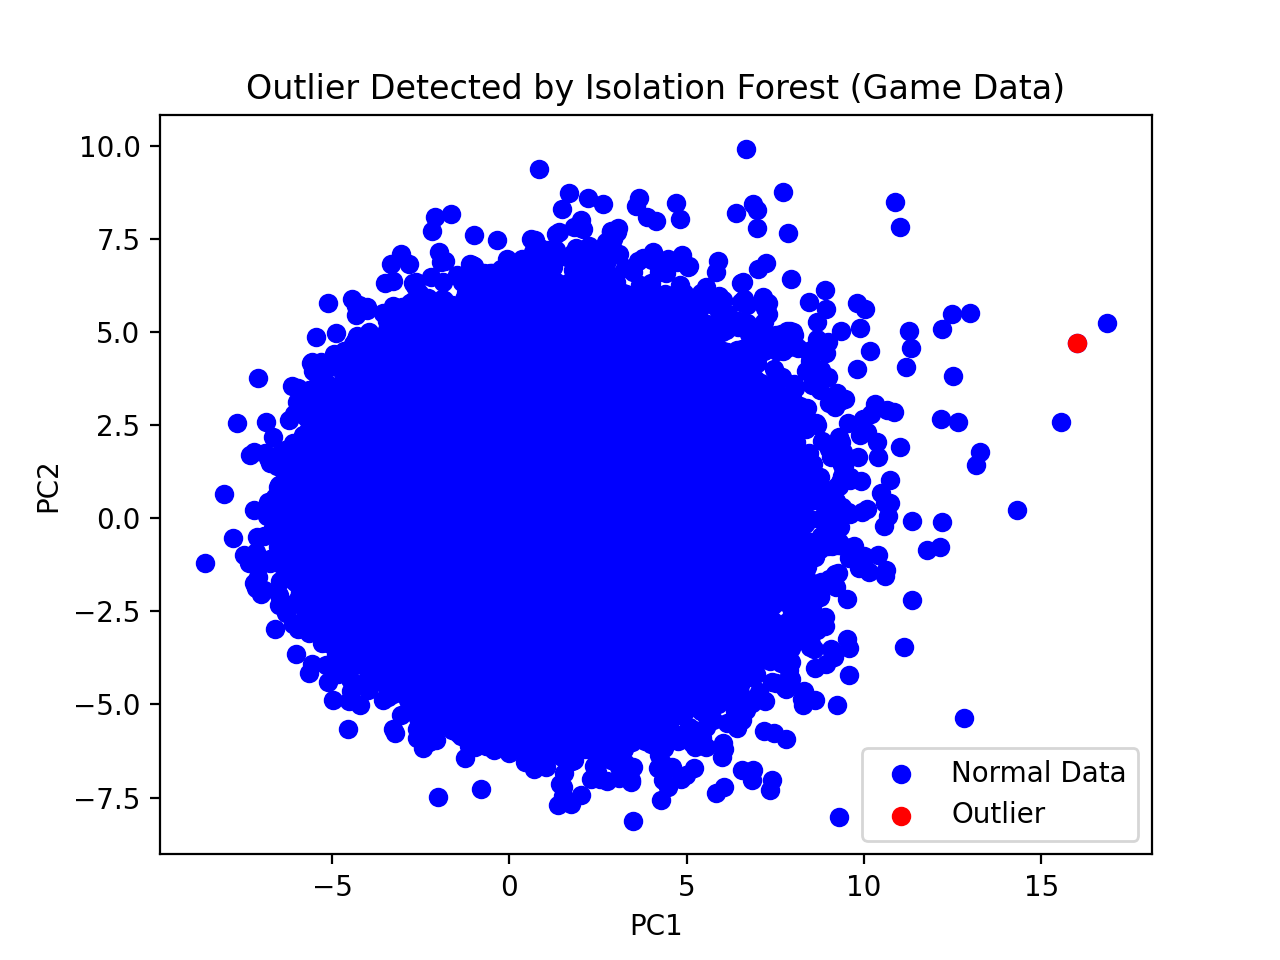 Outlier Detected by Isolation Forest (Game Data)
10.0
7.5
5.0
2.5
0.0
−2.5
−5.0
−7.5
PC2
Normal Data
Outlier
−5
0
5
10
15
PC1